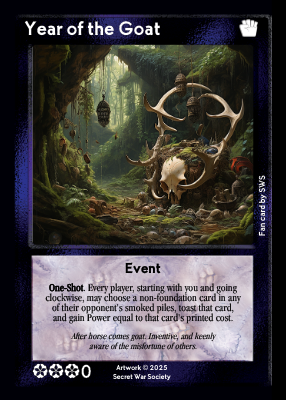 Year of the Goat
Fan card by SWS
Event
One-Shot. Every player, starting with you and going
clockwise, may choose a non-foundation card in any
of their opponent's smoked piles, toast that card,
and gain Power equal to that card's printed cost.
After horse comes goat: Inventive, and keenly
aware of the misfortune of others.
0
Artwork © 2025
Secret War Society